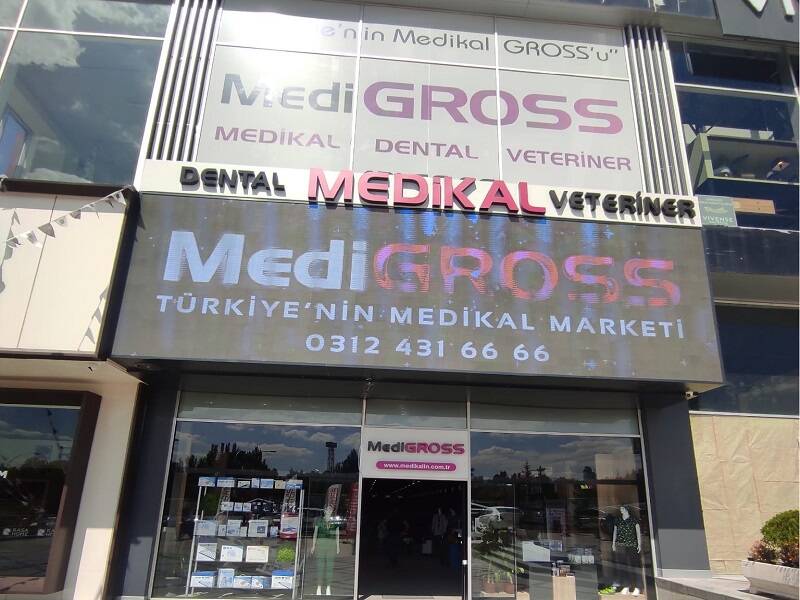 e'nin Medikal GROSS'u"
MediGROSS
MEDİKAL DENTAL VETERİNER
DENTAL MEDİKAL VETERİNER
MediGROSS
TÜRKİYE'NİN MEDİKAL MARKETİ
0312 431 66 66
VIVENSE
MediGROSS
www.medikalin.com.tr